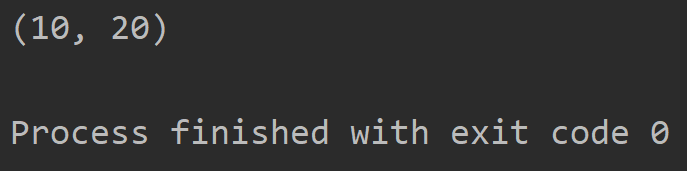 (10, 20)
Process finished with exit code 0